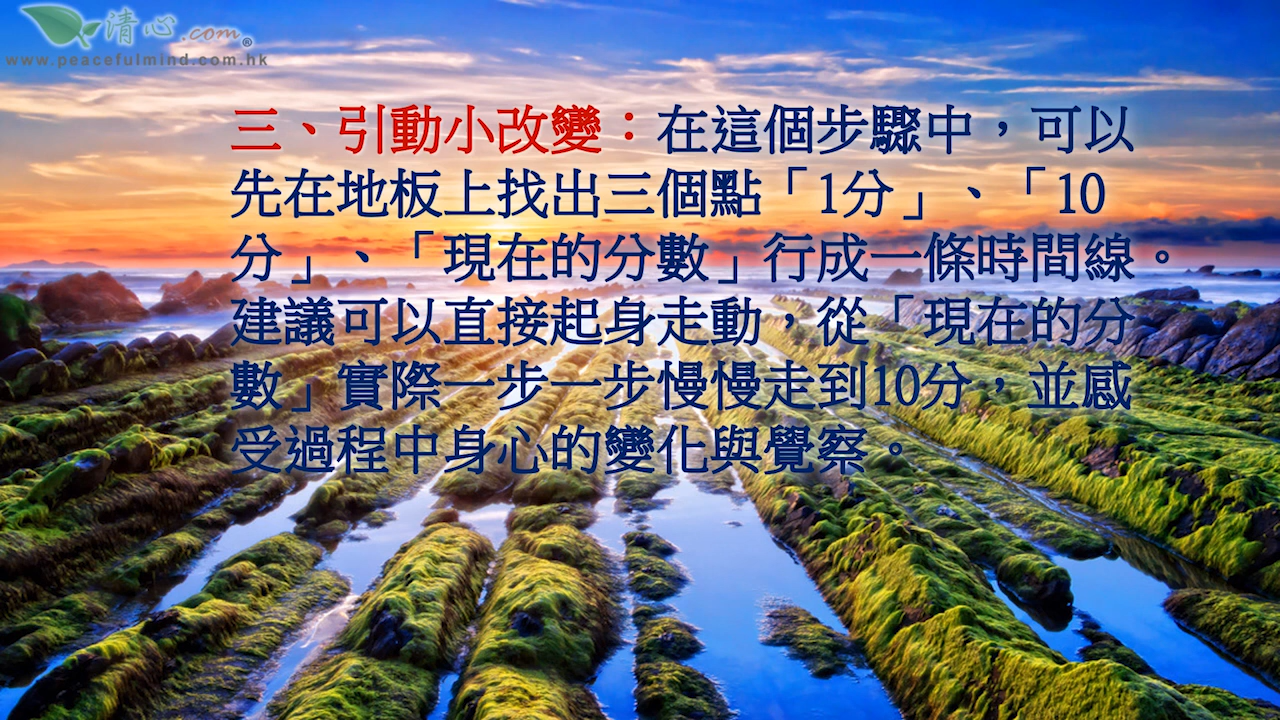 清心.com®
www.peacefulmind.com.hk
三、引動小改變：在這個步驟中，可以
先在地板上找出三個點「1分」、「10
分」、「現在的分數」行成一條時間線。
建議可以直接起身走動，從「現在的分
數」實際一步一步慢慢走到10分，並感
受過程中身心的變化與覺察。